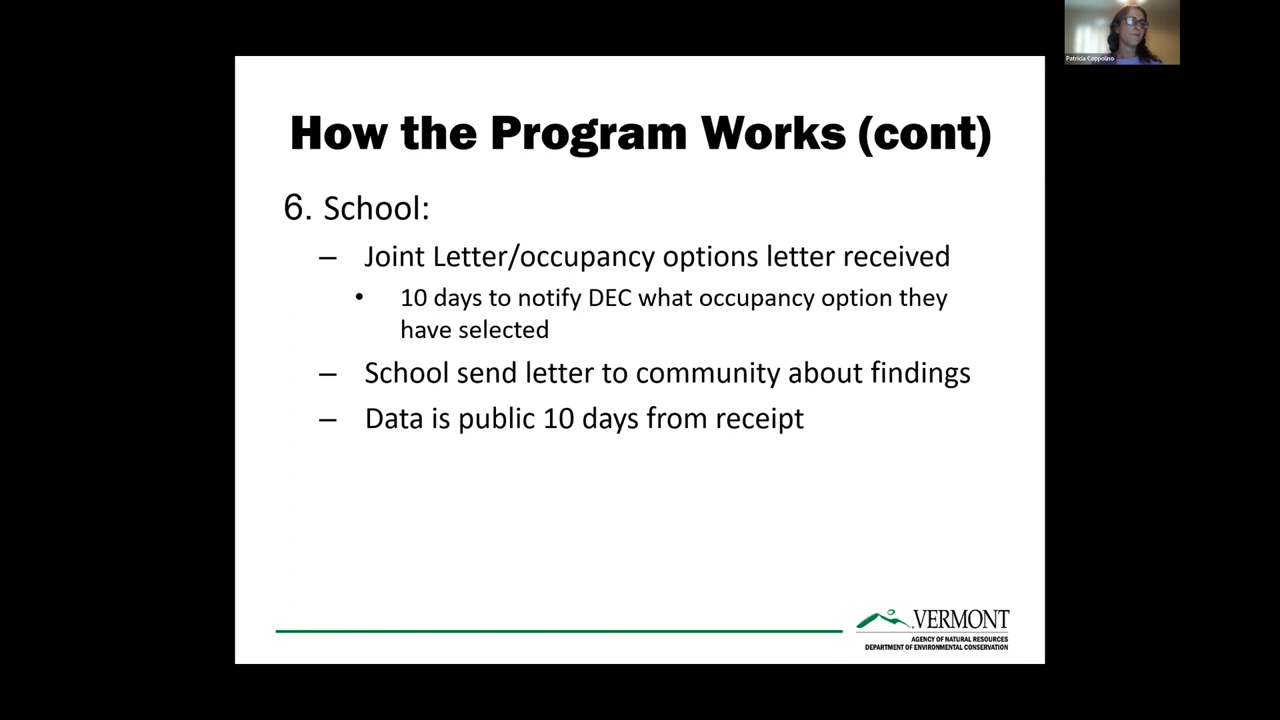 Patricia Coppolino
How the Program Works (cont)
6. School:
– Joint Letter/occupancy options letter received
• 10 days to notify DEC what occupancy option they
have selected
– School send letter to community about findings
– Data is public 10 days from receipt
VERMONT
AGENCY OF NATURAL RESOURCES
DEPARTMENT OF ENVIRONMENTAL CONSERVATION